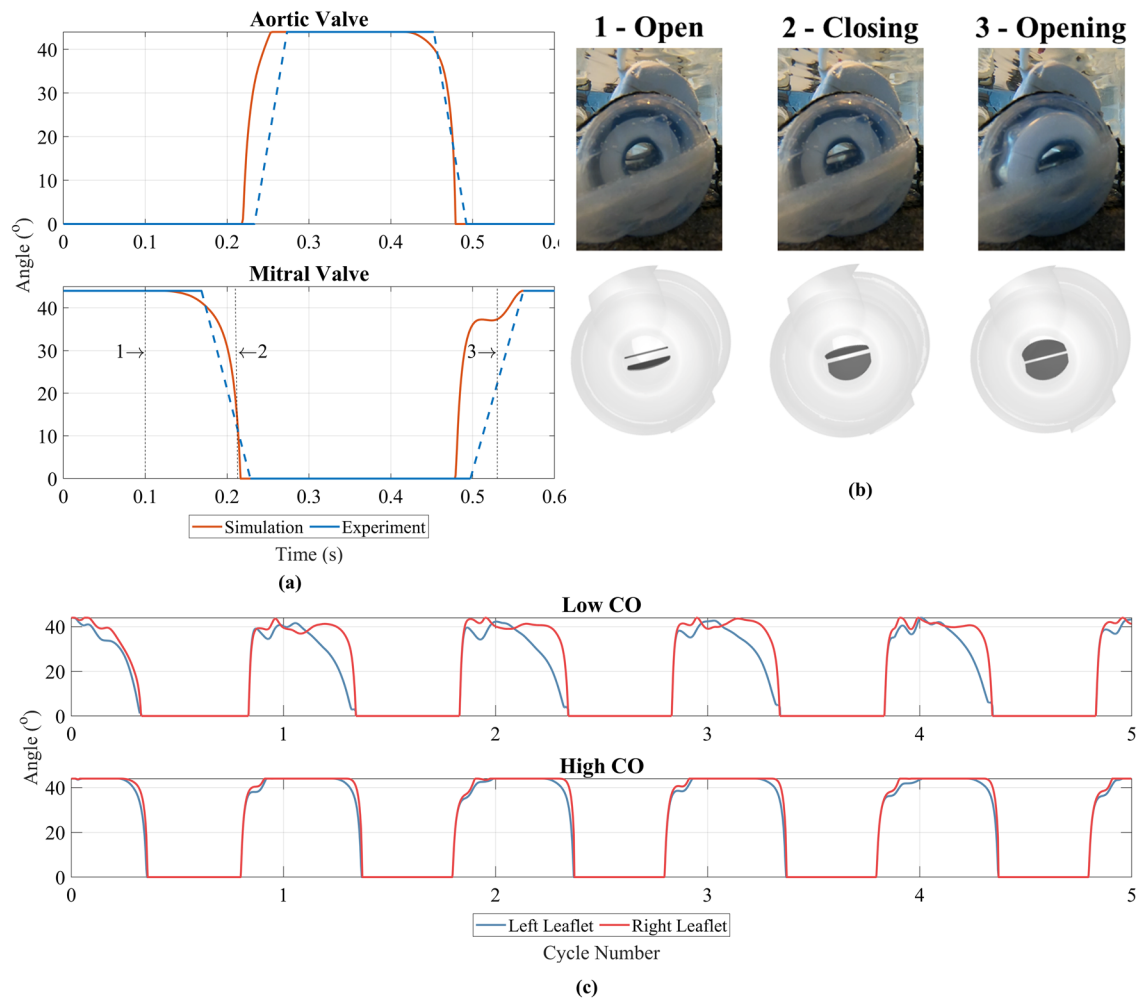 Aortic Valve
40
30
20
10
0
0 0.1 0.2 0.3 0.4 0.5 0.6
Angle (°)
Mitral Valve
40
30
20
10
0
1→ ←2 3→
0 0.1 0.2 0.3 0.4 0.5 0.6
Simulation Experiment
Time (s)
(a)
1 - Open 2 - Closing 3 - Opening
(b)
Low CO
40
20
0
0 1 2 3 4 5
Angle (°)
High CO
40
20
0
0 1 2 3 4 5
Left Leaflet Right Leaflet
Cycle Number
(c)